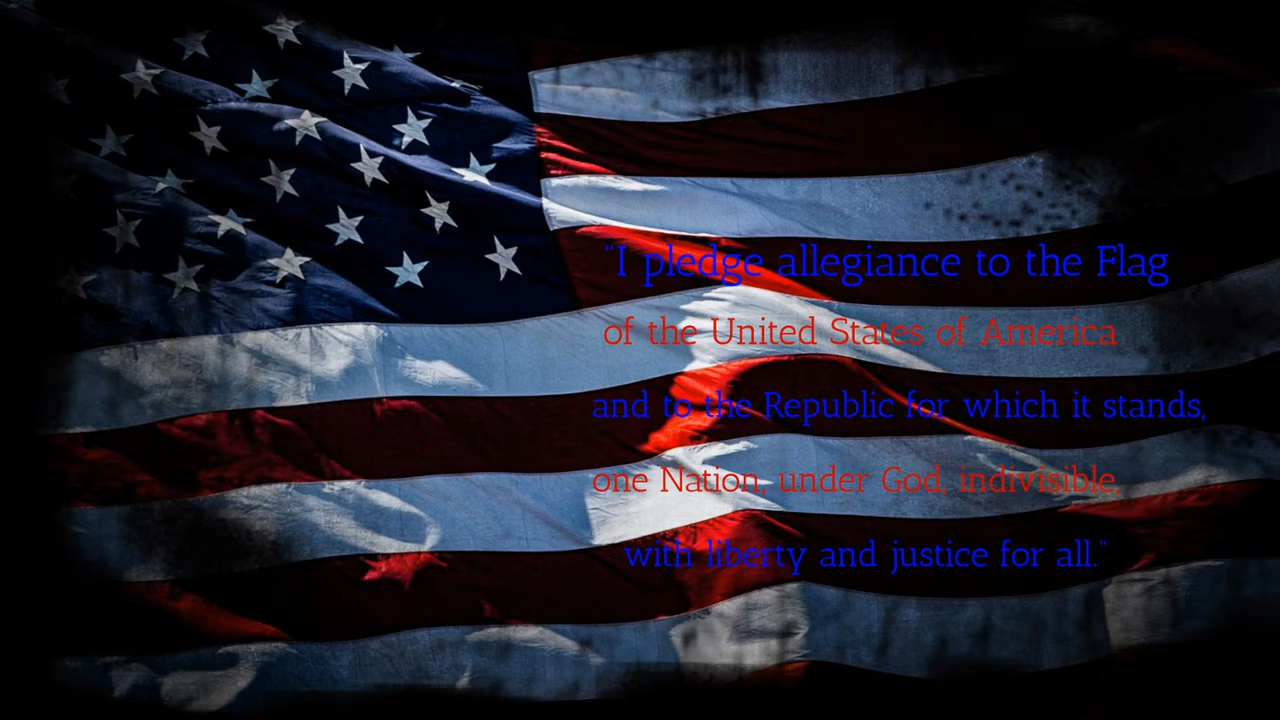 "I pledge allegiance to the Flag
of the United States of America
and to the Republic for which it stands,
one Nation, under God, indivisible,
with liberty and justice for all."